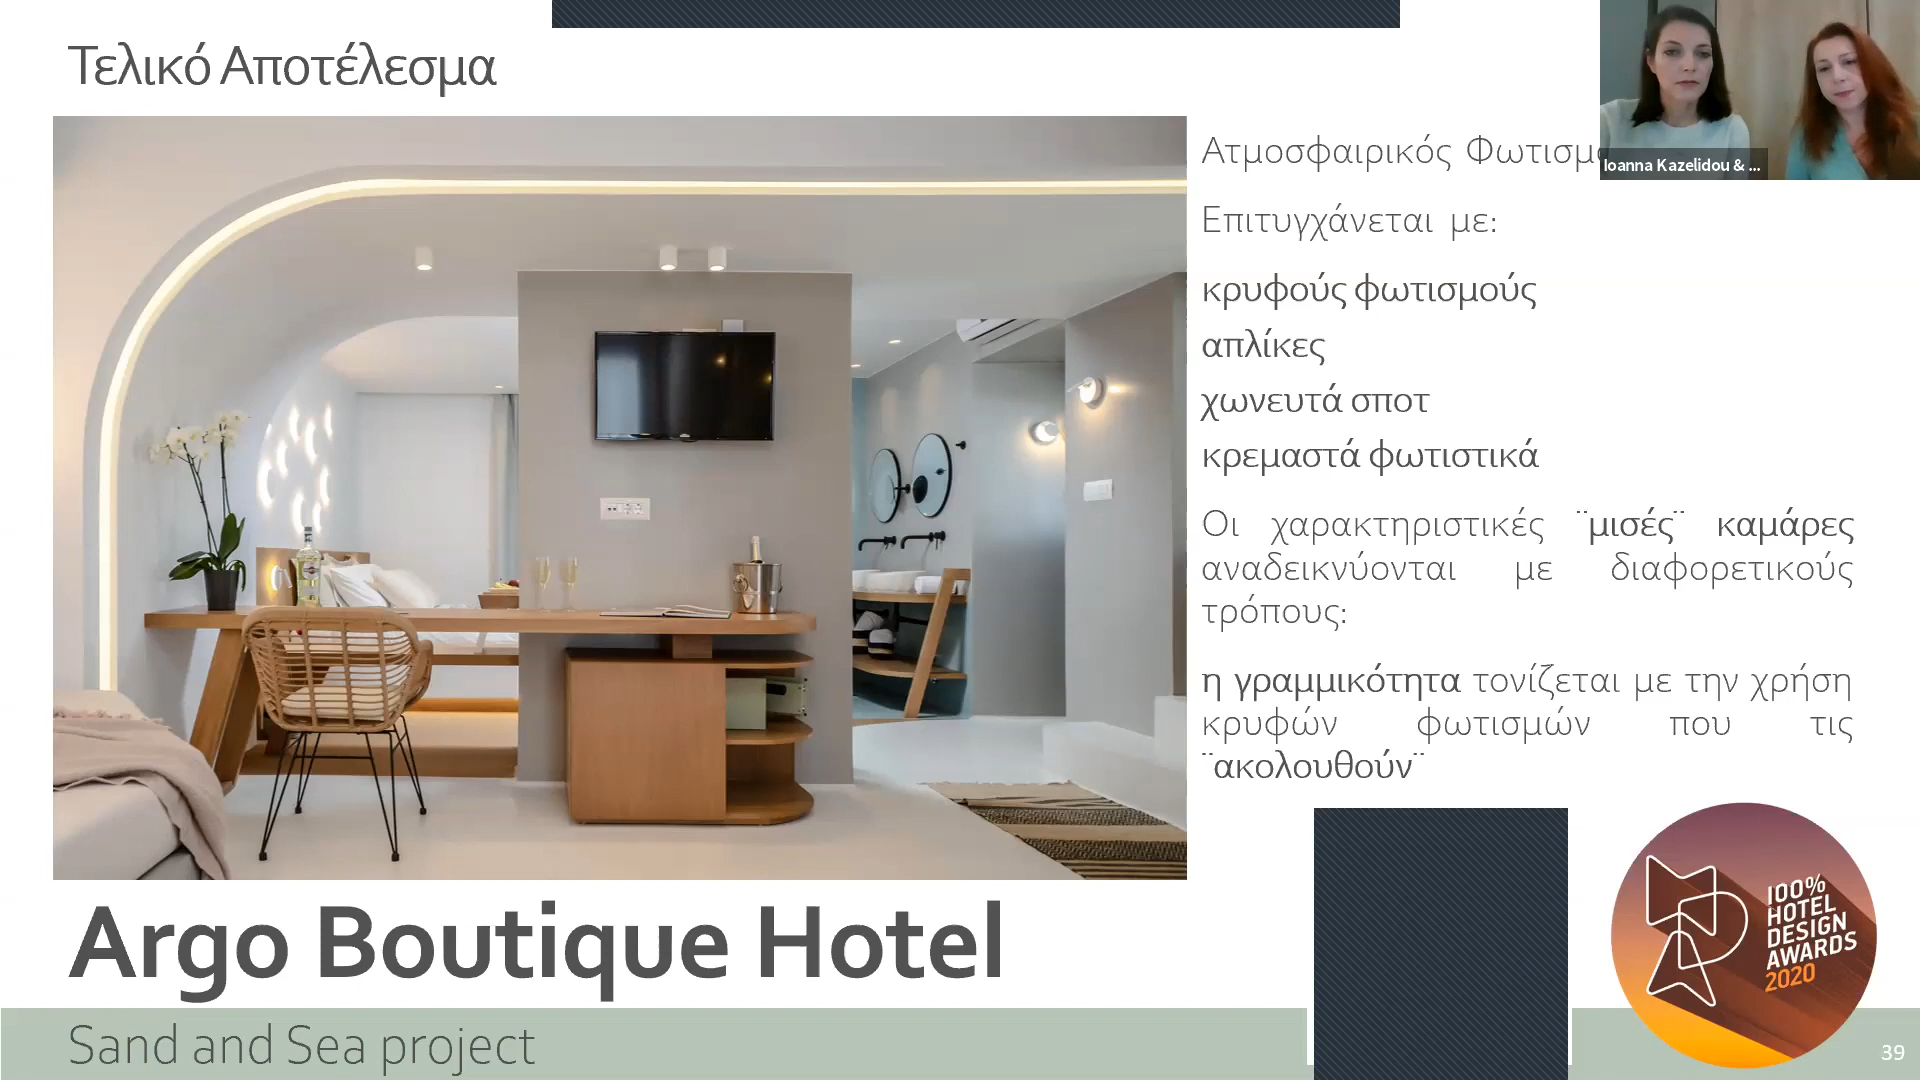 Τελικό Αποτέλεσμα
Ατμοσφαιρικός Φωτισμ
Ioanna Kazelidou & ...
Επιτυγχάνεται με:
κρυφούς φωτισμούς
απλίκες
χωνευτά σποτ
κρεμαστά φωτιστικά
Οι χαρακτηριστικές ¨μισές¨ καμάρες
αναδεικνύονται με διαφορετικούς
τρόπους:
η γραμμικότητα τονίζεται με την χρήση
κρυφών φωτισμών που τις
¨ακολουθούν¨
Argo Boutique Hotel
Sand and Sea project
100%
HOTEL
DESIGN
AWARDS
2020
39